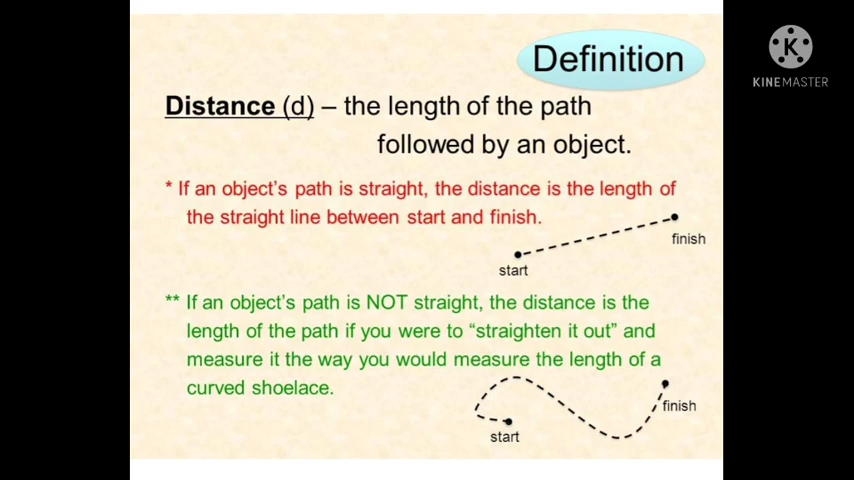 Definition
KINEMASTER
Distance (d) – the length of the path
followed by an object.
* If an object's path is straight, the distance is the length of
the straight line between start and finish.
finish
start
** If an object's path is NOT straight, the distance is the
length of the path if you were to “straighten it out” and
measure it the way you would measure the length of a
curved shoelace.
finish
start